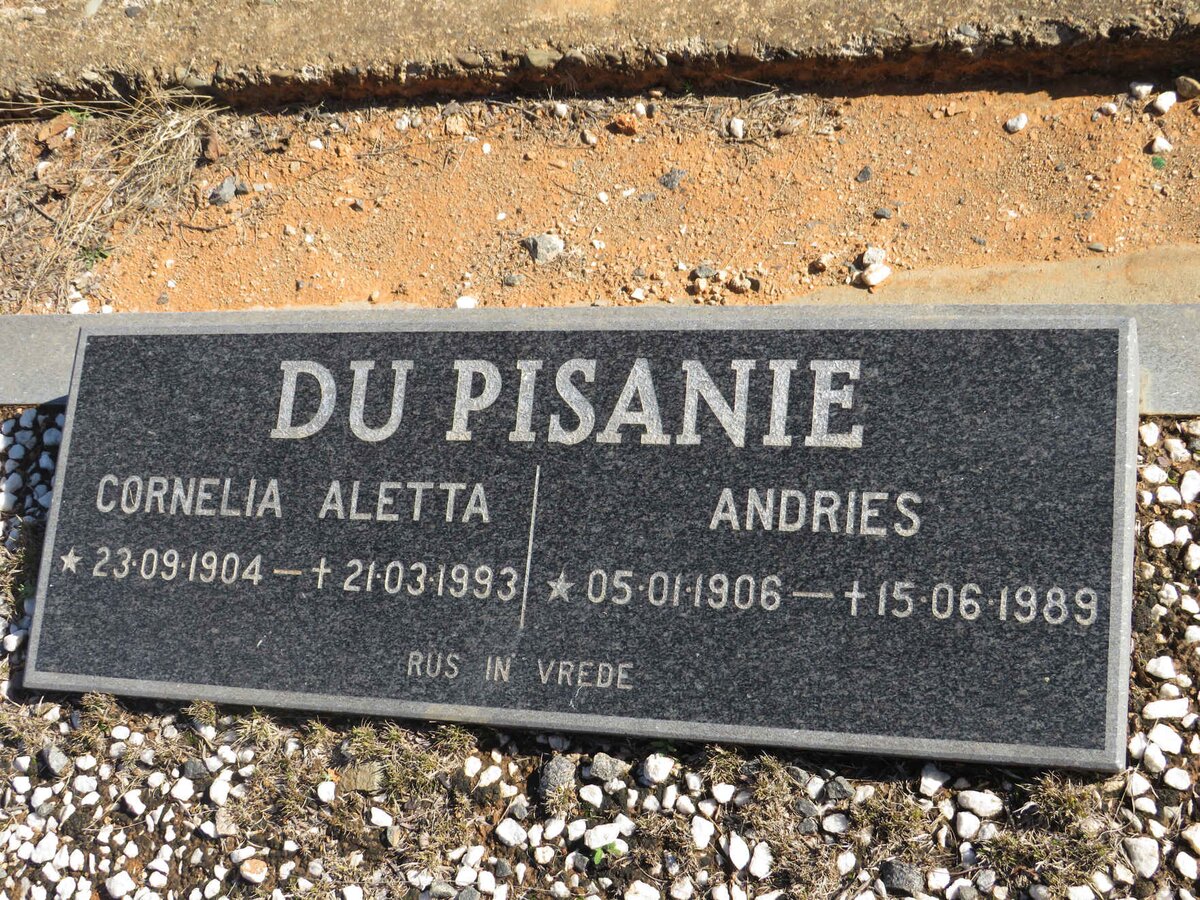 DU PISANIE
CORNELIA ALETTA
★ 23·09·1904 — † 21·03·1993
ANDRIES
★ 05·01·1906 — † 15·06·1989
RUS IN VREDE